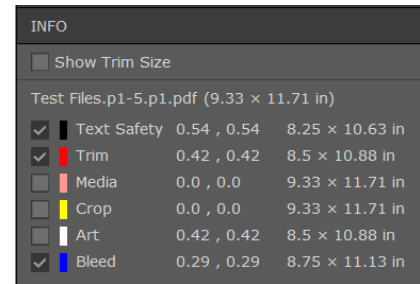 INFO
Show Trim Size
Test Files.p1-5.p1.pdf (9.33 × 11.71 in)
Text Safety 0.54 , 0.54 8.25 × 10.63 in
Trim 0.42 , 0.42 8.5 × 10.88 in
Media 0.0 , 0.0 9.33 × 11.71 in
Crop 0.0 , 0.0 9.33 × 11.71 in
Art 0.42 , 0.42 8.5 × 10.88 in
Bleed 0.29 , 0.29 8.75 × 11.13 in